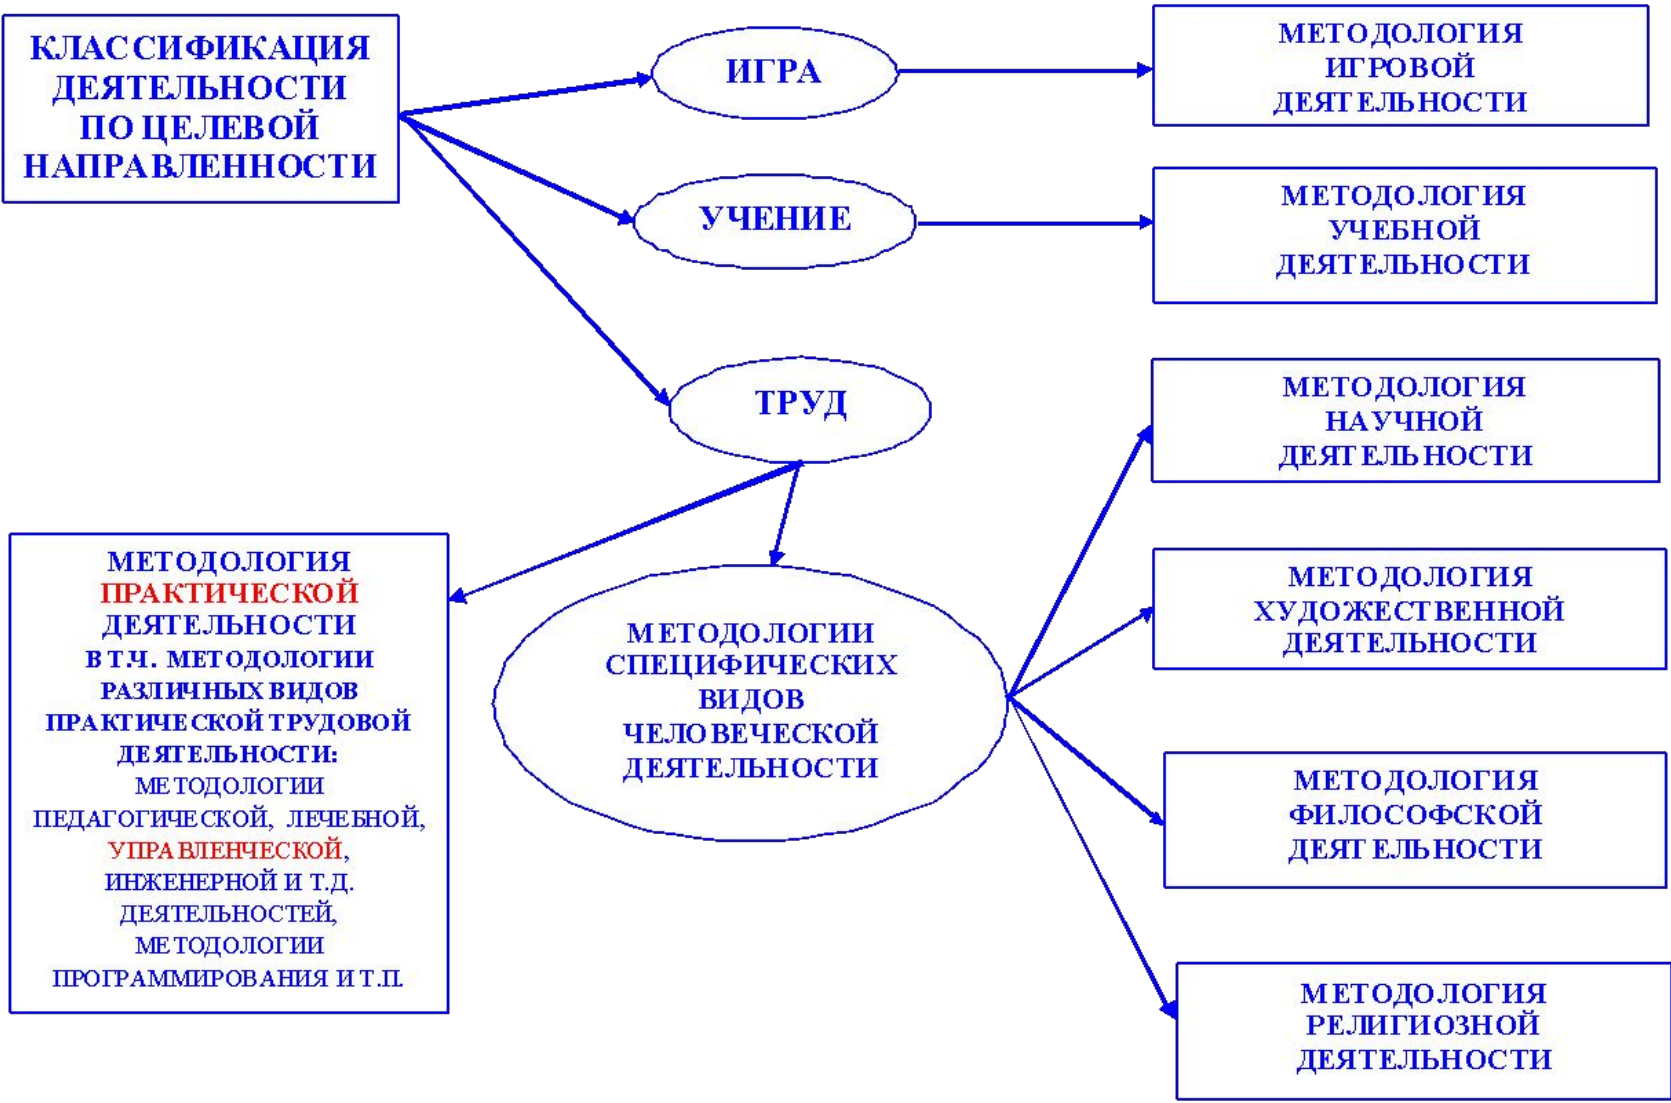 КЛАССИФИКАЦИЯ
ДЕЯТЕЛЬНОСТИ
ПО ЦЕЛЕВОЙ
НАПРАВЛЕННОСТИ
ИГРА
МЕТОДОЛОГИЯ
ИГРОВОЙ
ДЕЯТЕЛЬНОСТИ
УЧЕНИЕ
МЕТОДОЛОГИЯ
УЧЕБНОЙ
ДЕЯТЕЛЬНОСТИ
ТРУД
МЕТОДОЛОГИЯ
ПРАКТИЧЕСКОЙ
ДЕЯТЕЛЬНОСТИ
В Т.Ч. МЕТОДОЛОГИИ
РАЗЛИЧНЫХ ВИДОВ
ПРАКТИЧЕСКОЙ ТРУДОВОЙ
ДЕЯТЕЛЬНОСТИ:
МЕТОДОЛОГИИ
ПЕДАГОГИЧЕСКОЙ, ЛЕЧЕБНОЙ,
УПРАВЛЕНЧЕСКОЙ,
ИНЖЕНЕРНОЙ И Т.Д.
ДЕЯТЕЛЬНОСТЕЙ,
МЕТОДОЛОГИИ
ПРОГРАММИРОВАНИЯ И Т.П.
МЕТОДОЛОГИИ
СПЕЦИФИЧЕСКИХ
ВИДОВ
ЧЕЛОВЕЧЕСКОЙ
ДЕЯТЕЛЬНОСТИ
МЕТОДОЛОГИЯ
НАУЧНОЙ
ДЕЯТЕЛЬНОСТИ
МЕТОДОЛОГИЯ
ХУДОЖЕСТВЕННОЙ
ДЕЯТЕЛЬНОСТИ
МЕТОДОЛОГИЯ
ФИЛОСОФСКОЙ
ДЕЯТЕЛЬНОСТИ
МЕТОДОЛОГИЯ
РЕЛИГИОЗНОЙ
ДЕЯТЕЛЬНОСТИ